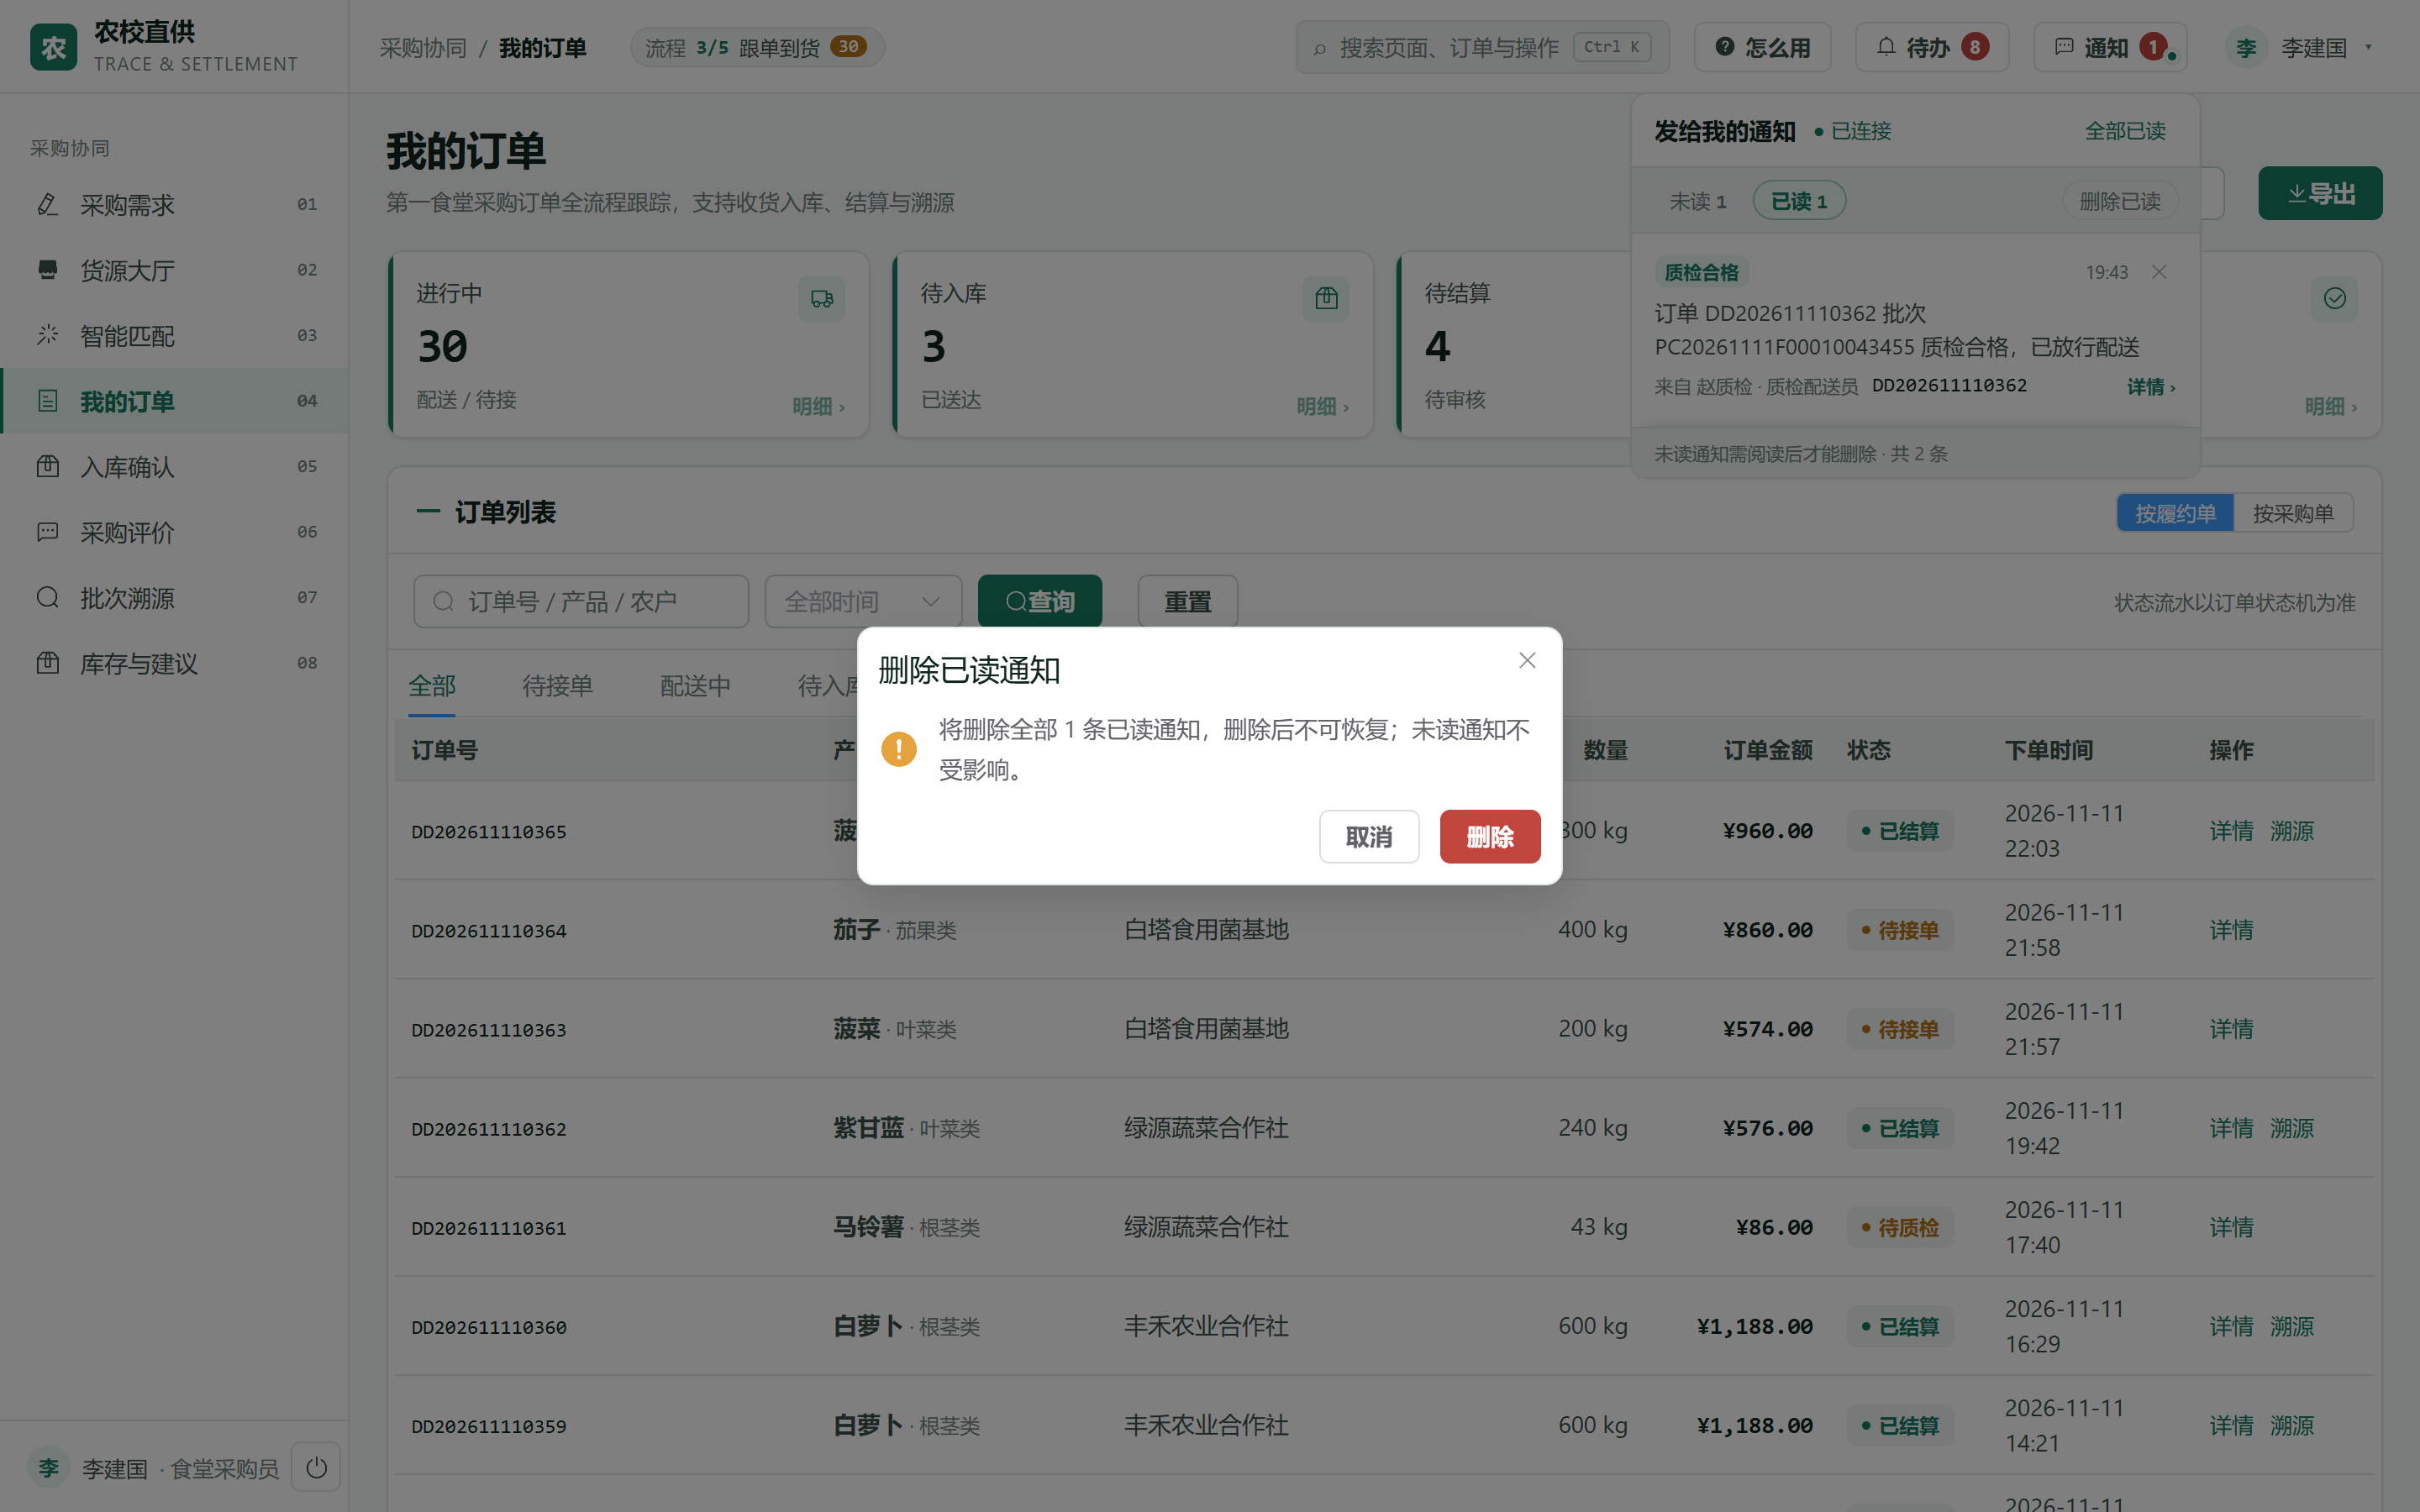 农
农校直供
TRACE & SETTLEMENT
采购协同 / 我的订单
流程 3/5 跟单到货 30
搜索页面、订单与操作 Ctrl K
怎么用
待办 8
通知 1
李 李建国
采购协同
采购需求 01
货源大厅 02
智能匹配 03
我的订单 04
入库确认 05
采购评价 06
批次溯源 07
库存与建议 08
李 李建国 · 食堂采购员
我的订单
第一食堂采购订单全流程跟踪，支持收货入库、结算与溯源
导出
进行中
30
配送 / 待接
明细 ›
待入库
3
已送达
明细 ›
待结算
4
待审核
明细 ›
发给我的通知 已连接 全部已读
未读 1 已读 1 删除已读
质检合格 19:43
订单 DD202611110362 批次
PC20261111F00010043455 质检合格，已放行配送
来自 赵质检 · 质检配送员 DD202611110362 详情 ›
未读通知需阅读后才能删除 · 共 2 条
订单列表
按履约单 按采购单
订单号 / 产品 / 农户
全部时间
查询
重置
状态流水以订单状态机为准
全部 待接单 配送中
删除已读通知
将删除全部 1 条已读通知，删除后不可恢复；未读通知不
受影响。
取消 删除
订单号 数量 订单金额 状态 下单时间 操作
DD202611110365 ¥960.00 已结算 2026-11-11 22:03 详情 溯源
DD202611110364 茄子 · 茄果类 白塔食用菌基地 400 kg ¥860.00 待接单 2026-11-11 21:58 详情
DD202611110363 菠菜 · 叶菜类 白塔食用菌基地 200 kg ¥574.00 待接单 2026-11-11 21:57 详情
DD202611110362 紫甘蓝 · 叶菜类 绿源蔬菜合作社 240 kg ¥576.00 已结算 2026-11-11 19:42 详情 溯源
DD202611110361 马铃薯 · 根茎类 绿源蔬菜合作社 43 kg ¥86.00 待质检 2026-11-11 17:40 详情
DD202611110360 白萝卜 · 根茎类 丰禾农业合作社 600 kg ¥1,188.00 已结算 2026-11-11 16:29 详情 溯源
DD202611110359 白萝卜 · 根茎类 丰禾农业合作社 600 kg ¥1,188.00 已结算 2026-11-11 14:21 详情 溯源